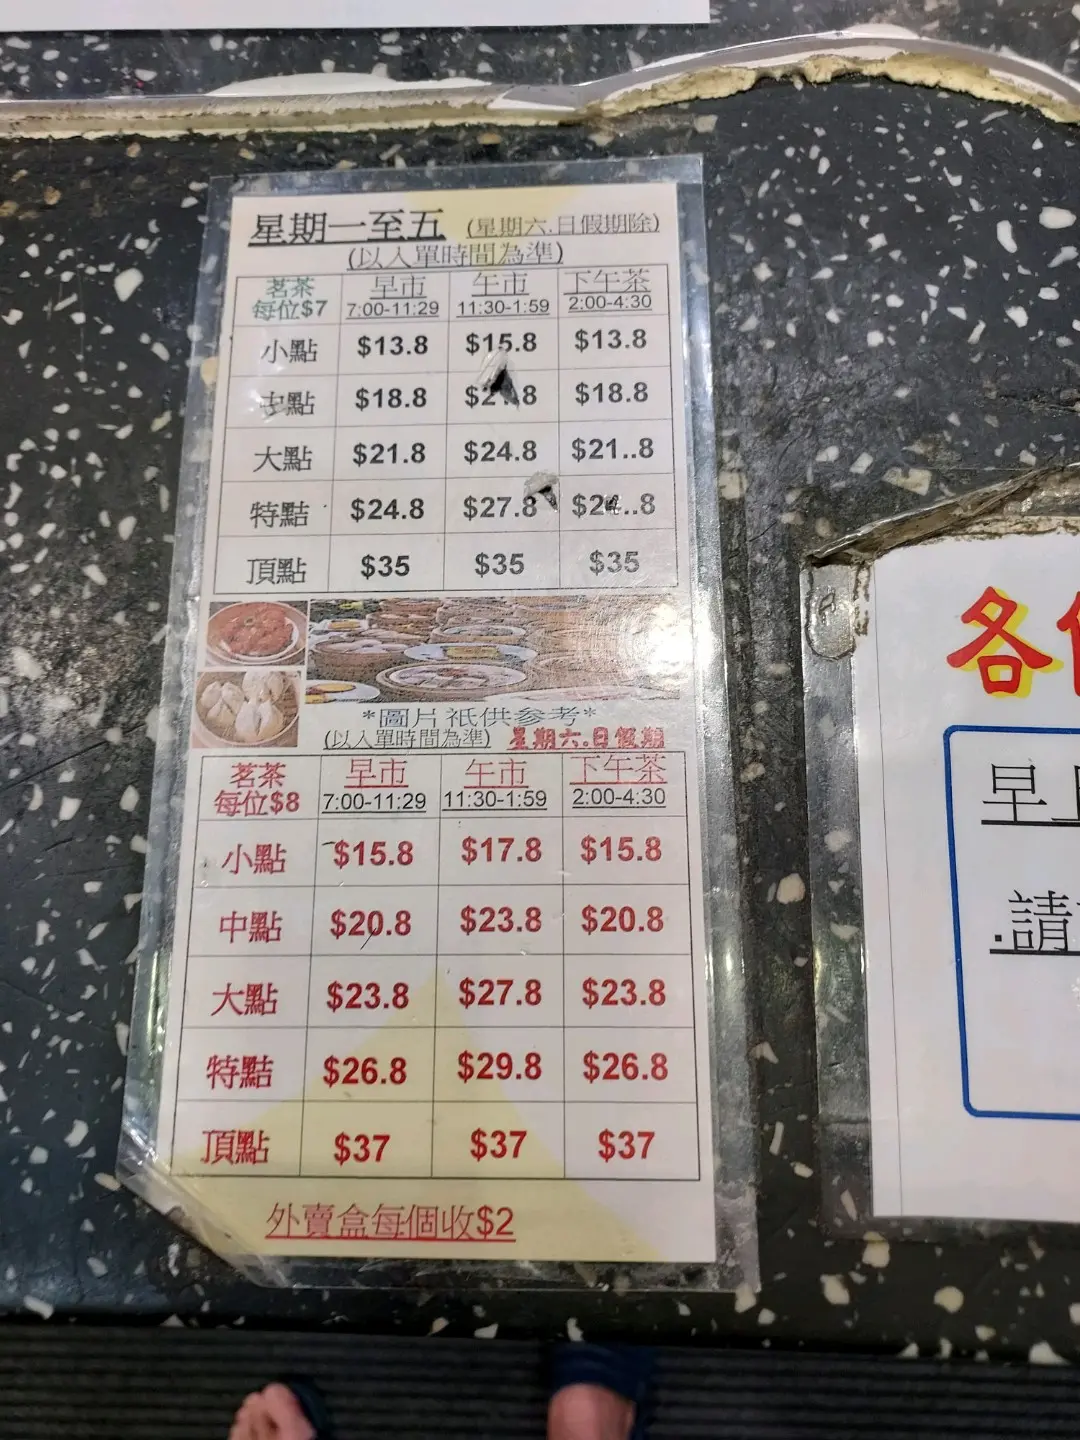 星期一至五 (星期六.日假期除)
(以入單時間為準)
茗茶 早市 午市 下午茶
每位$7 7:00-11:29 11:30-1:59 2:00-4:30
小點 $13.8 $15.8 $13.8
中點 $18.8 $18.8
大點 $21.8 $24.8 $21..8
特點 $24.8 $27.8 $24..8
頂點 $35 $35 $35
*圖片祇供參考*
(以入單時間為準) 星期六.日假期
茗茶 早市 午市 下午茶
每位$8 7:00-11:29 11:30-1:59 2:00-4:30
小點 $15.8 $17.8 $15.8
中點 $20.8 $23.8 $20.8
大點 $23.8 $27.8 $23.8
特點 $26.8 $29.8 $26.8
頂點 $37 $37 $37
外賣盒每個收$2
各
早
.請